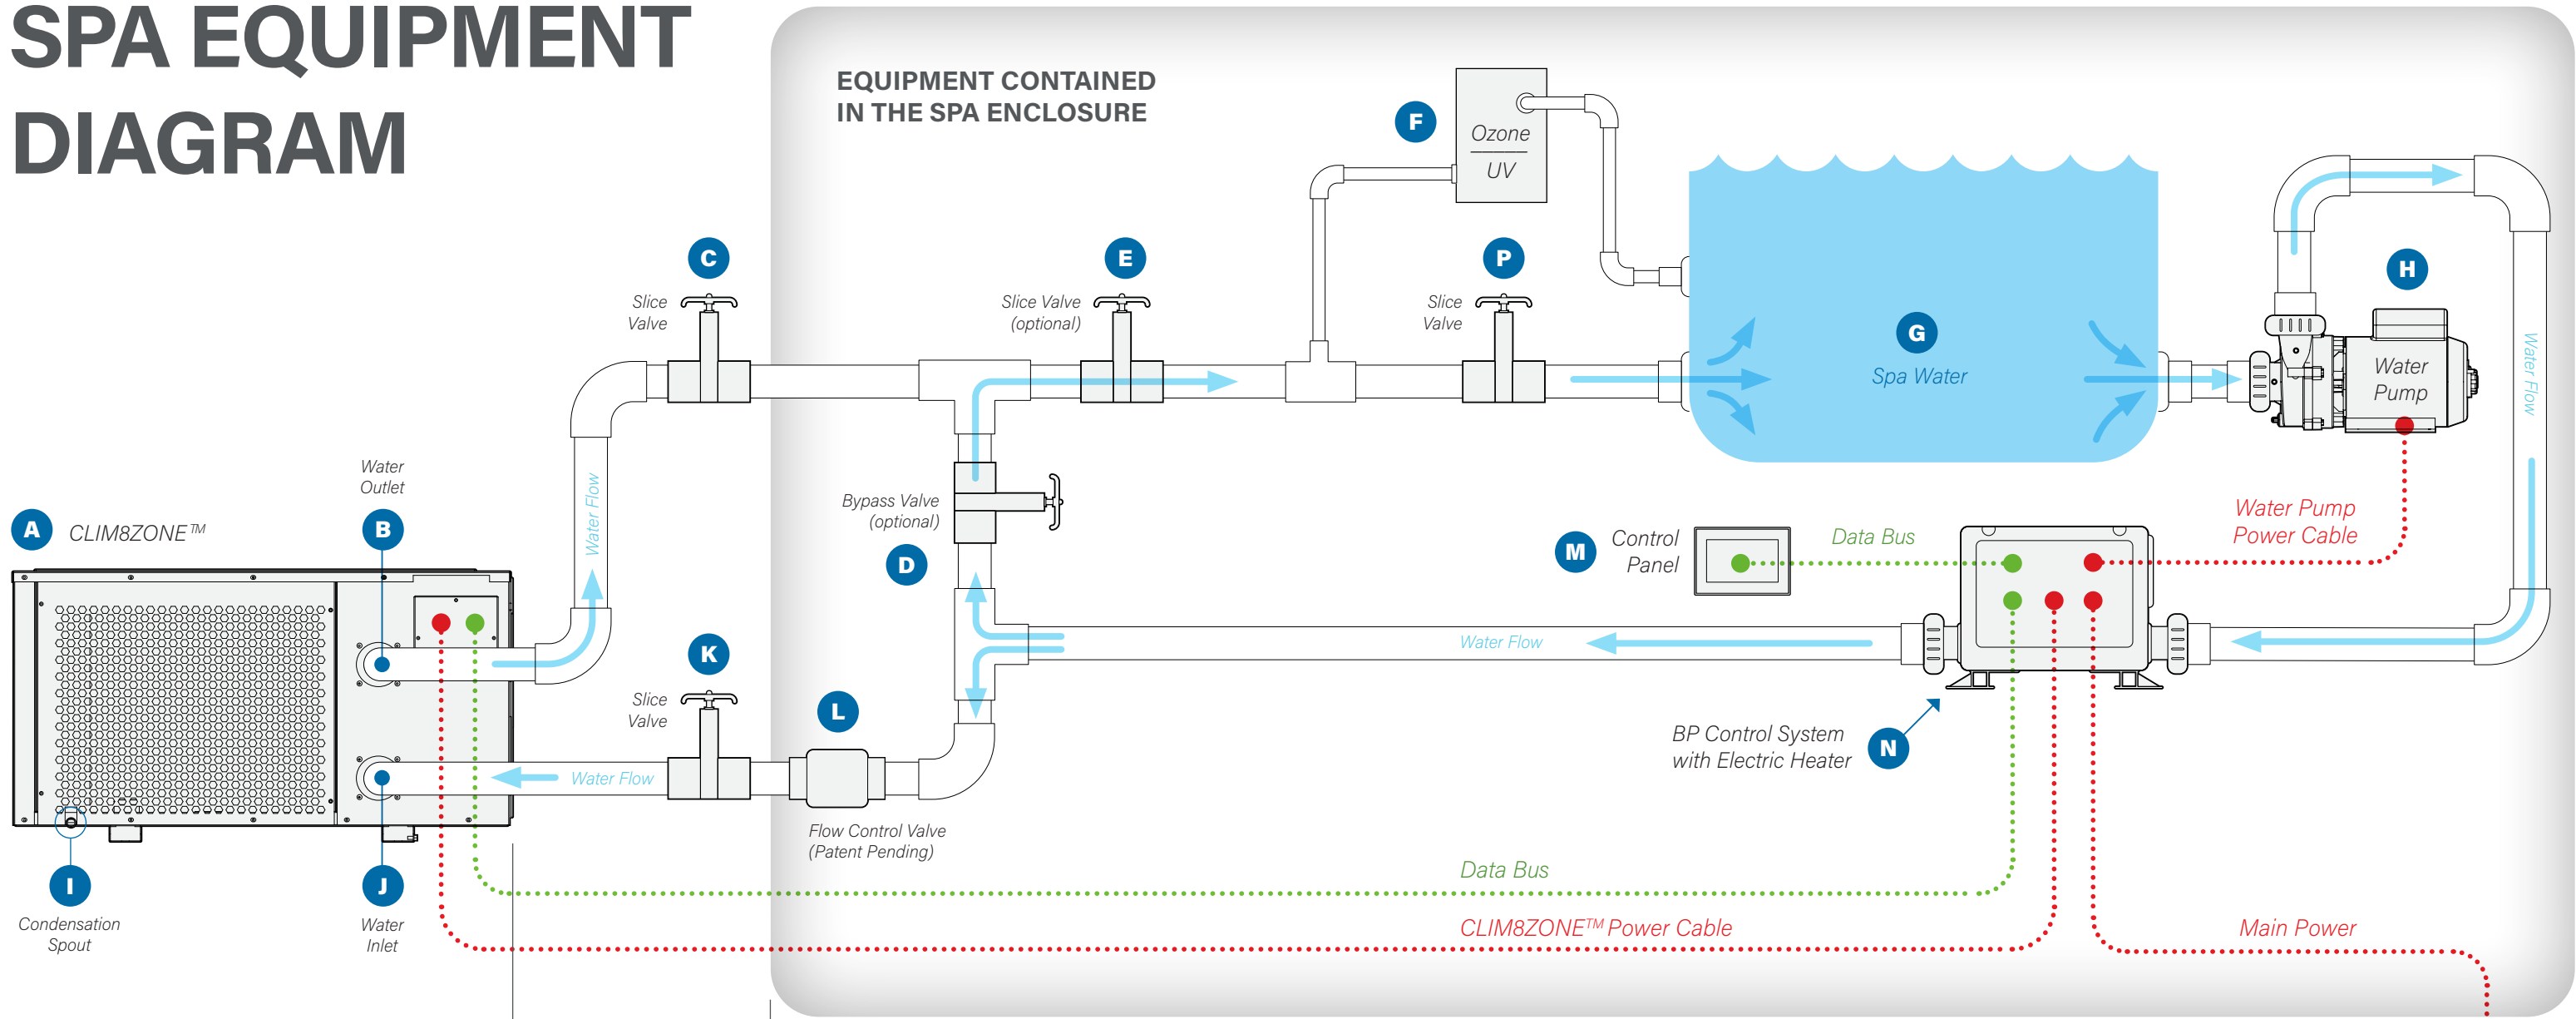 SPA EQUIPMENT
DIAGRAM
EQUIPMENT CONTAINED
IN THE SPA ENCLOSURE
F
Ozone
UV
C
Slice
Valve
E
Slice Valve
(optional)
P
Slice
Valve
G
Spa Water
H
Water
Pump
Water Flow
Water
Outlet
Water Flow
A
CLIM8ZONE™
B
Bypass Valve
(optional)
D
M
Control
Panel
Data Bus
Water Pump
Power Cable
K
Slice
Valve
Water Flow
L
Flow Control Valve
(Patent Pending)
Water Flow
BP Control System
with Electric Heater
N
I
Condensation
Spout
J
Water
Inlet
Data Bus
CLIM8ZONE™ Power Cable
Main Power